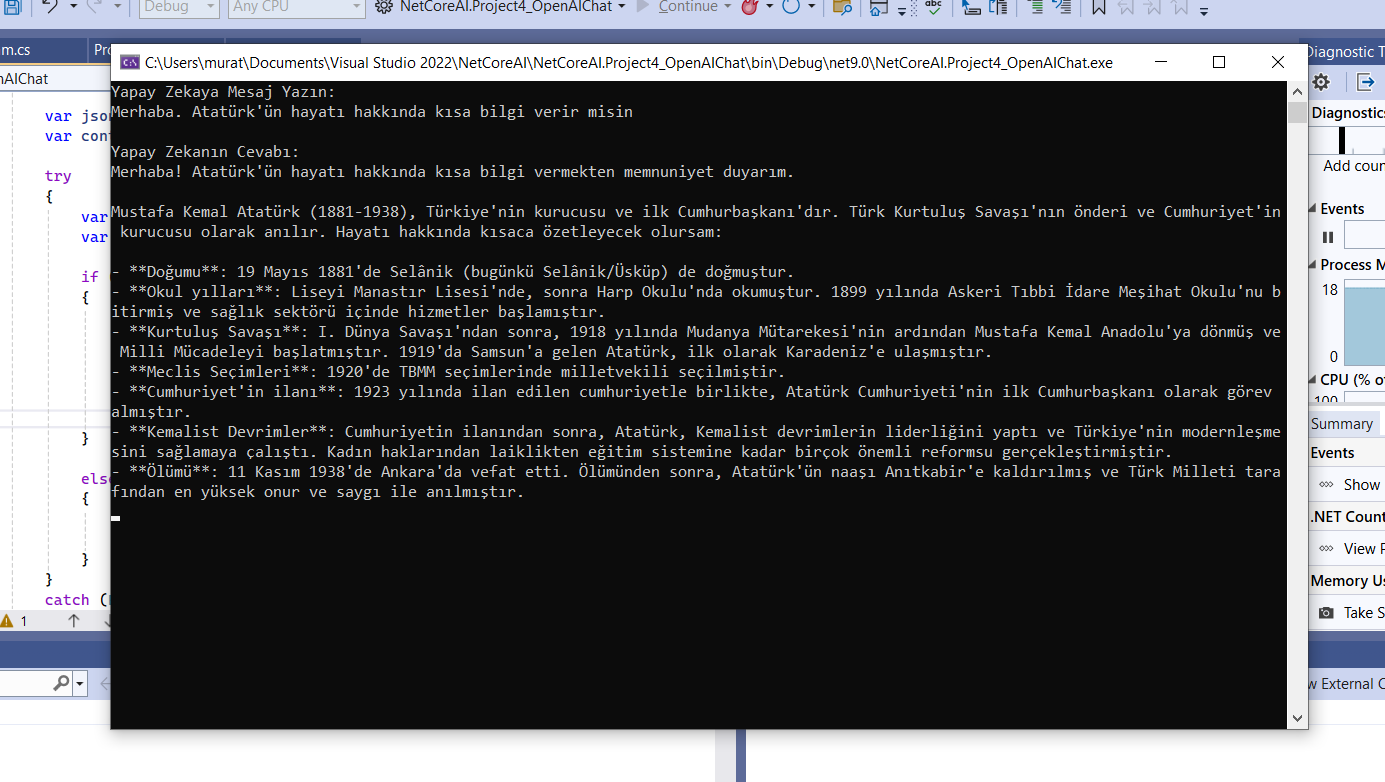 Debug
Any CPU
NetCoreAI.Project4_OpenAIChat
Continue
abc
m.cs
Diagnostic T
C:\Users\murat\Documents\Visual Studio 2022\NetCoreAI\NetCoreAI.Project4_OpenAIChat\bin\Debug\net9.0\NetCoreAI.Project4_OpenAIChat.exe
nAIChat
Yapay Zekaya Mesaj Yazın:
Merhaba. Atatürk'ün hayatı hakkında kısa bilgi verir misin
Yapay Zekanın Cevabı:
Merhaba! Atatürk'ün hayatı hakkında kısa bilgi vermekten memnuniyet duyarım.
Mustafa Kemal Atatürk (1881-1938), Türkiye'nin kurucusu ve ilk Cumhurbaşkanı'dır. Türk Kurtuluş Savaşı'nın önderi ve Cumhuriyet'in
kurucusu olarak anılır. Hayatı hakkında kısaca özetleyecek olursam:
- **Doğumu**: 19 Mayıs 1881'de Selânik (bugünkü Selânik/Üsküp) de doğmuştur.
- **Okul yılları**: Liseyi Manastır Lisesi'nde, sonra Harp Okulu'nda okumuştur. 1899 yılında Askeri Tıbbi İdare Meşihat Okulu'nu b
itirmiş ve sağlık sektörü içinde hizmetler başlamıştır.
- **Kurtuluş Savaşı**: I. Dünya Savaşı'ndan sonra, 1918 yılında Mudanya Mütarekesi'nin ardından Mustafa Kemal Anadolu'ya dönmüş ve
Milli Mücadeleyi başlatmıştır. 1919'da Samsun'a gelen Atatürk, ilk olarak Karadeniz'e ulaşmıştır.
- **Meclis Seçimleri**: 1920'de TBMM seçimlerinde milletvekili seçilmiştir.
- **Cumhuriyet'in ilanı**: 1923 yılında ilan edilen cumhuriyetle birlikte, Atatürk Cumhuriyeti'nin ilk Cumhurbaşkanı olarak görev
almıştır.
- **Kemalist Devrimler**: Cumhuriyetin ilanından sonra, Atatürk, Kemalist devrimlerin liderliğini yaptı ve Türkiye'nin modernleşme
sini sağlamaya çalıştı. Kadın haklarından laiklikten eğitim sistemine kadar birçok önemli reformsu gerçekleştirmiştir.
- **Ölümü**: 11 Kasım 1938'de Ankara'da vefat etti. Ölümünden sonra, Atatürk'ün naaşı Anıtkabir'e kaldırılmış ve Türk Milleti tara
fından en yüksek onur ve saygı ile anılmıştır.
var json
var con
try
{
var
var
if
{
}
else
{
}
}
catch (
1
Diagnostics
Add coun
Events
Process M
18
0
CPU (% o
100
Summary
Events
Show
.NET Count
View P
Memory Us
Take S
w External C